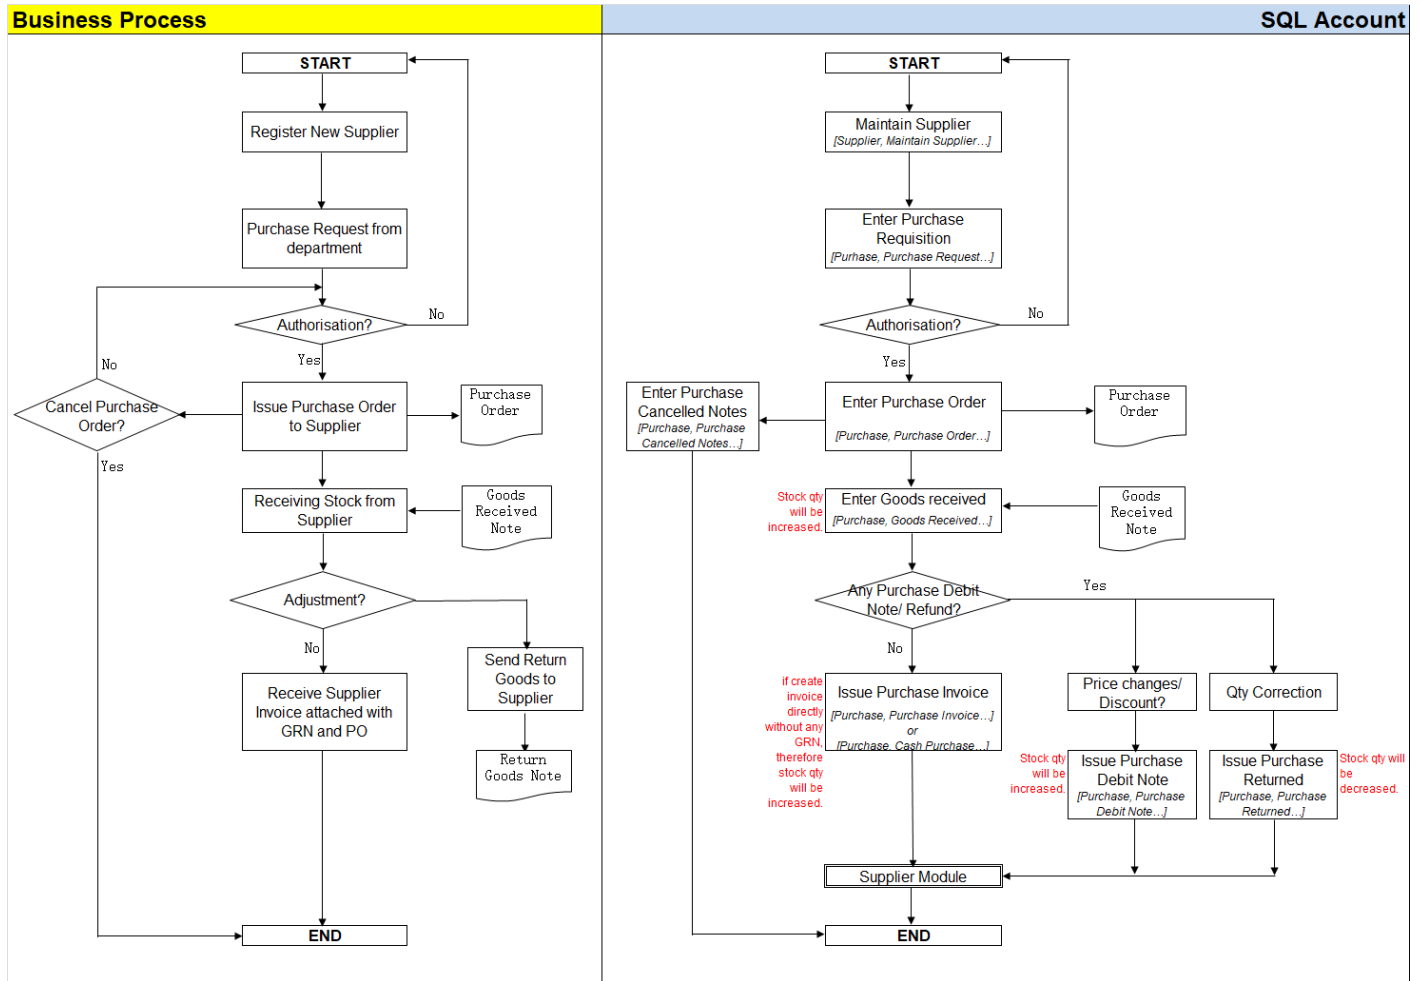 Business Process
START
Register New Supplier
Purchase Request from
department
Authorisation?
No
Yes
No
Cancel Purchase
Order?
Yes
Issue Purchase Order
to Supplier
Purchase
Order
Receiving Stock from
Supplier
Goods
Received
Note
Adjustment?
No
Send Return
Goods to
Supplier
Receive Supplier
Invoice attached with
GRN and PO
Return
Goods Note
END
SQL Account
START
Maintain Supplier
[Supplier, Maintain Supplier...]
Enter Purchase
Requisition
[Purhase, Purchase Request...]
Authorisation?
No
Yes
Enter Purchase
Cancelled Notes
[Purchase, Purchase
Cancelled Notes...]
Enter Purchase Order
[Purchase, Purchase Order...]
Purchase
Order
Stock qty
will be
increased.
Enter Goods received
[Purchase, Goods Received...]
Goods
Received
Note
Any Purchase Debit
Note/ Refund?
Yes
No
if create
invoice
directly
without any
GRN,
therefore
stock qty
will be
increased.
Issue Purchase Invoice
[Purchase, Purchase Invoice...]
or
[Purchase, Cash Purchase...]
Price changes/
Discount?
Qty Correction
Stock qty
will be
increased.
Issue Purchase
Debit Note
[Purchase, Purchase
Debit Note...]
Issue Purchase
Returned
[Purchase, Purchase
Returned...]
Stock qty will
be
decreased.
Supplier Module
END